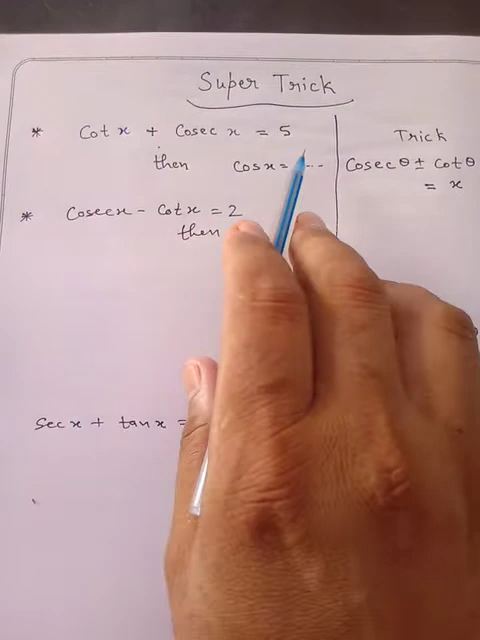 Super Trick
* Cot x + Cosec x = 5
then Cos x = ...
* Cosec x - Cot x = 2
then
Trick
Cosec θ ± Cot θ
= x
sec x + tan x =